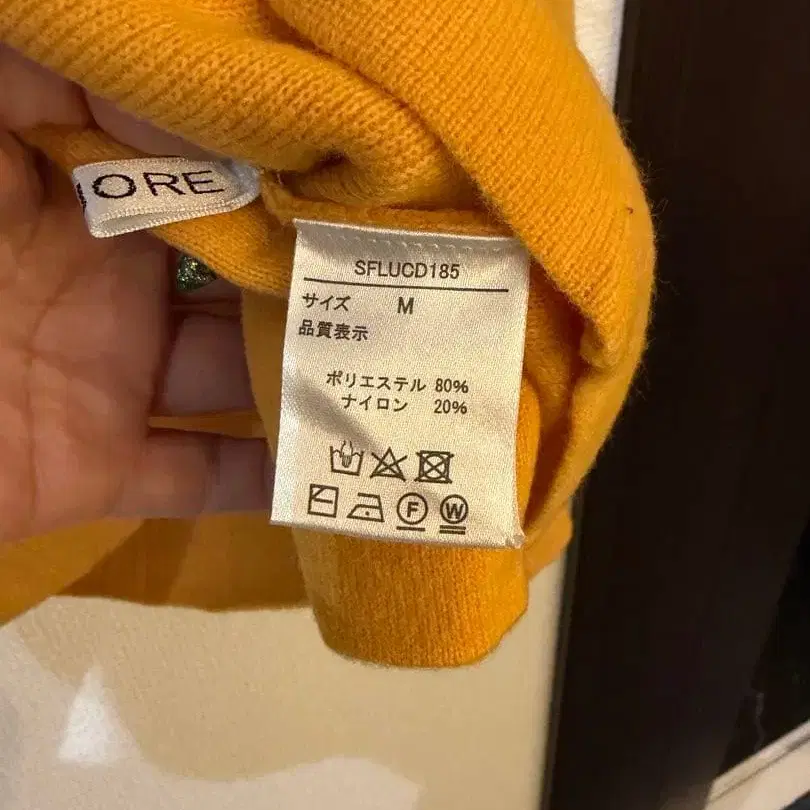 ORE
SFLUCD185
サイズ M
品質表示
ポリエステル 80%
ナイロン 20%
F W